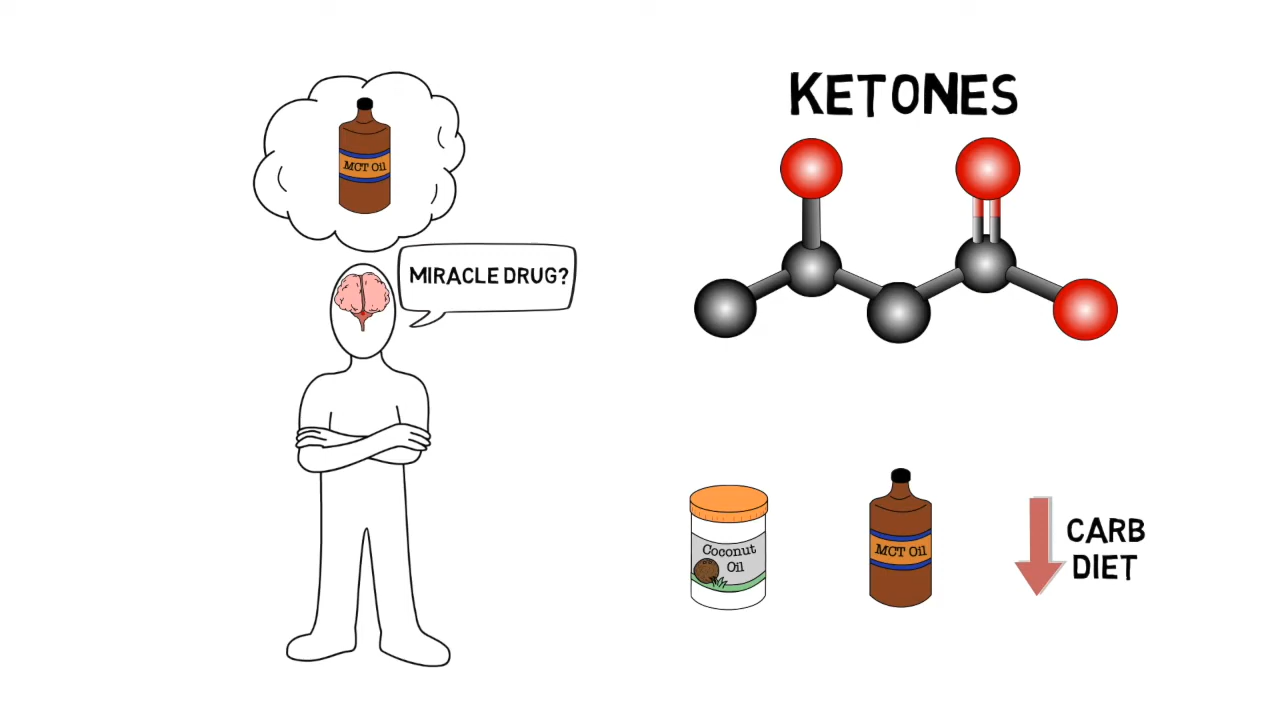 MCT Oil
MIRACLE DRUG?
KETONES
Coconut
Oil
MCT Oil
CARB
DIET